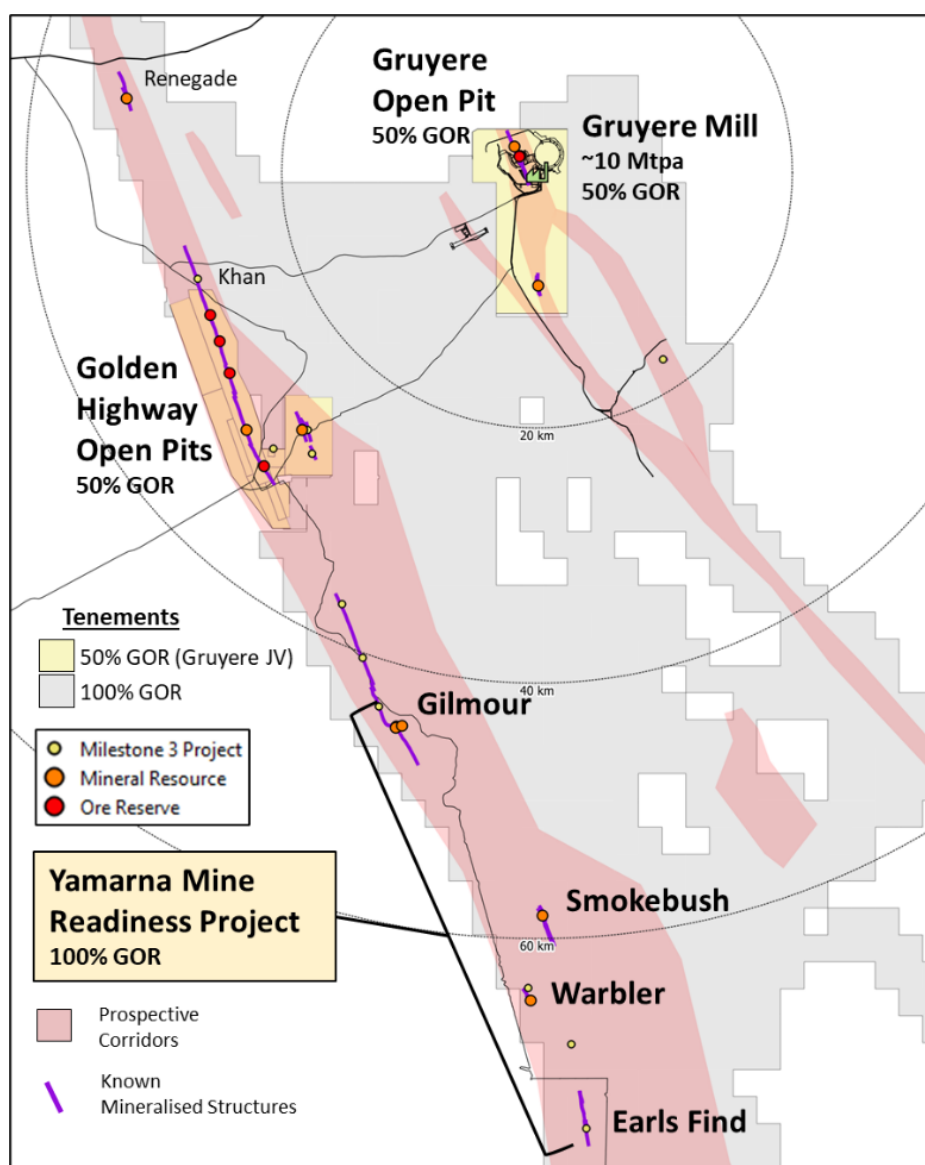 Renegade
Gruyere
Open Pit
50% GOR
Gruyere Mill
~10 Mtpa
50% GOR
Khan
Golden
Highway
Open Pits
50% GOR
20 km
Tenements
50% GOR (Gruyere JV)
100% GOR
40 km
Gilmour
Milestone 3 Project
Mineral Resource
Ore Reserve
Yamarna Mine
Readiness Project
100% GOR
Smokebush
60 km
Warbler
Prospective
Corridors
Known
Mineralised Structures
Earls Find